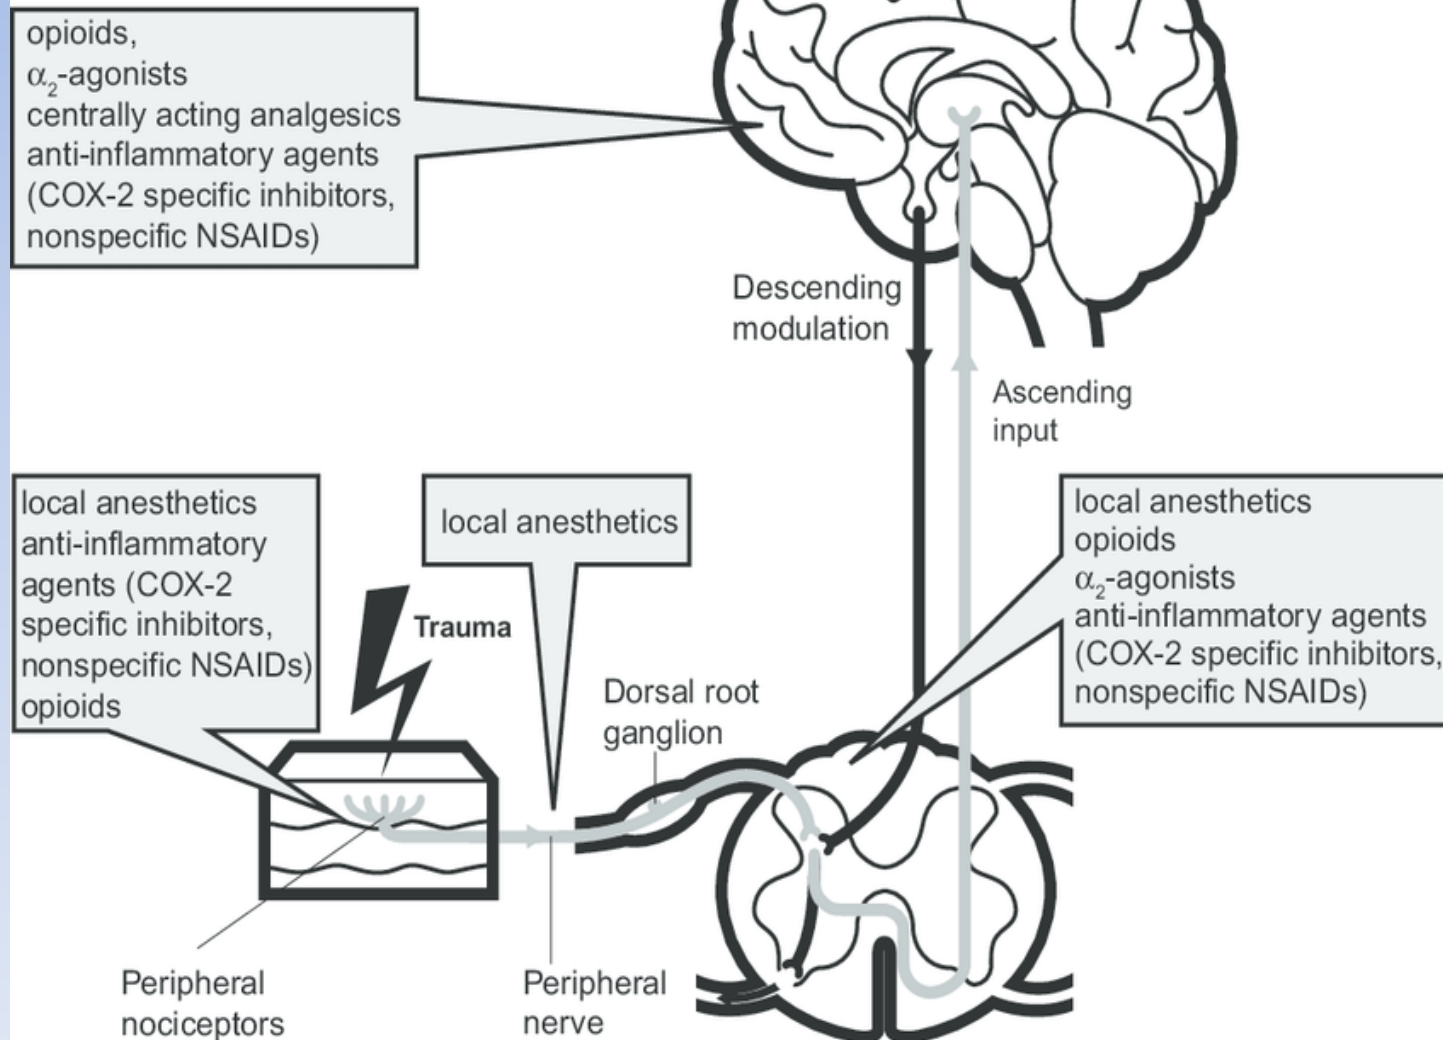 opioids,
α₂-agonists
centrally acting analgesics
anti-inflammatory agents
(COX-2 specific inhibitors,
nonspecific NSAIDs)
Descending
modulation
Ascending
input
local anesthetics
anti-inflammatory
agents (COX-2
specific inhibitors,
nonspecific NSAIDs)
opioids
local anesthetics
Trauma
Dorsal root
ganglion
local anesthetics
opioids
α₂-agonists
anti-inflammatory agents
(COX-2 specific inhibitors,
nonspecific NSAIDs)
Peripheral
nociceptors
Peripheral
nerve